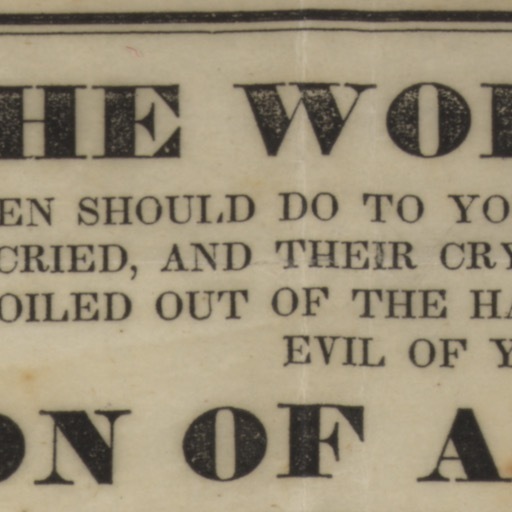 HE WO
EN SHOULD DO TO YO
CRIED, AND THEIR CRY
OILED OUT OF THE HA
EVIL OF Y
ON OF A